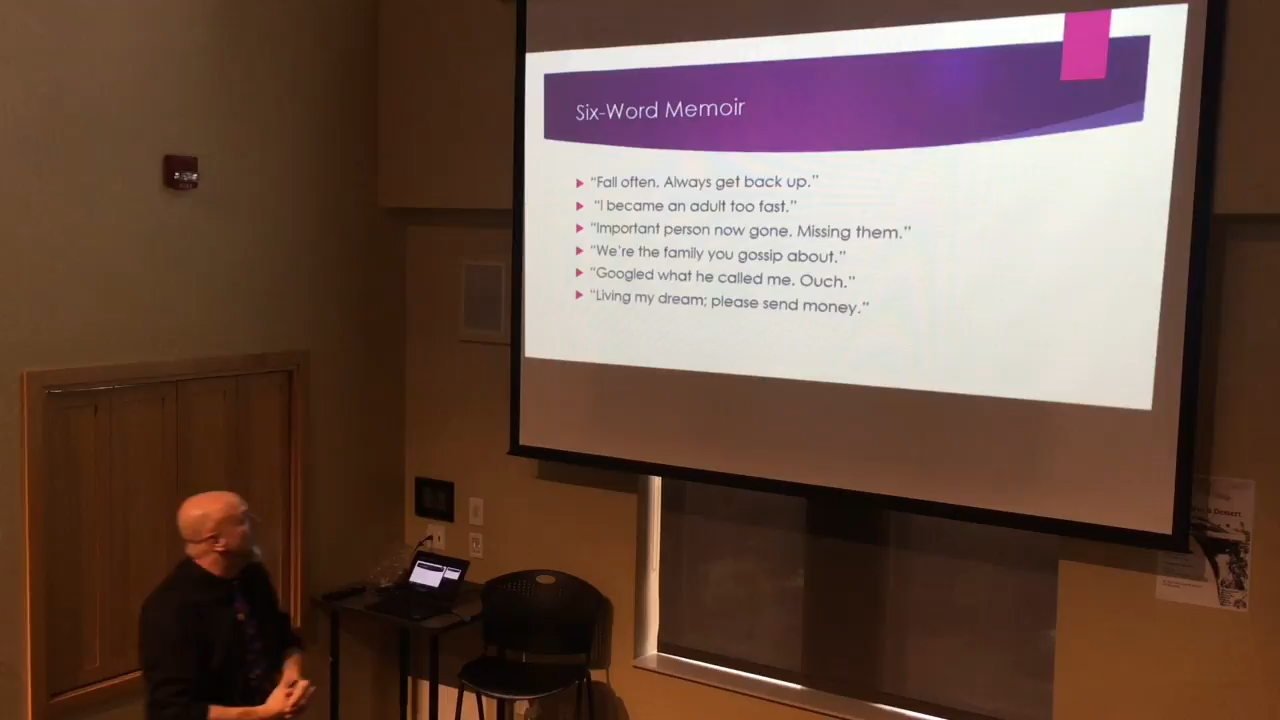 Six-Word Memoir
“Fall often. Always get back up.”
“I became an adult too fast.”
“Important person now gone. Missing them.”
“We’re the family you gossip about.”
“Googled what he called me. Ouch.”
“Living my dream; please send money.”
Dessert